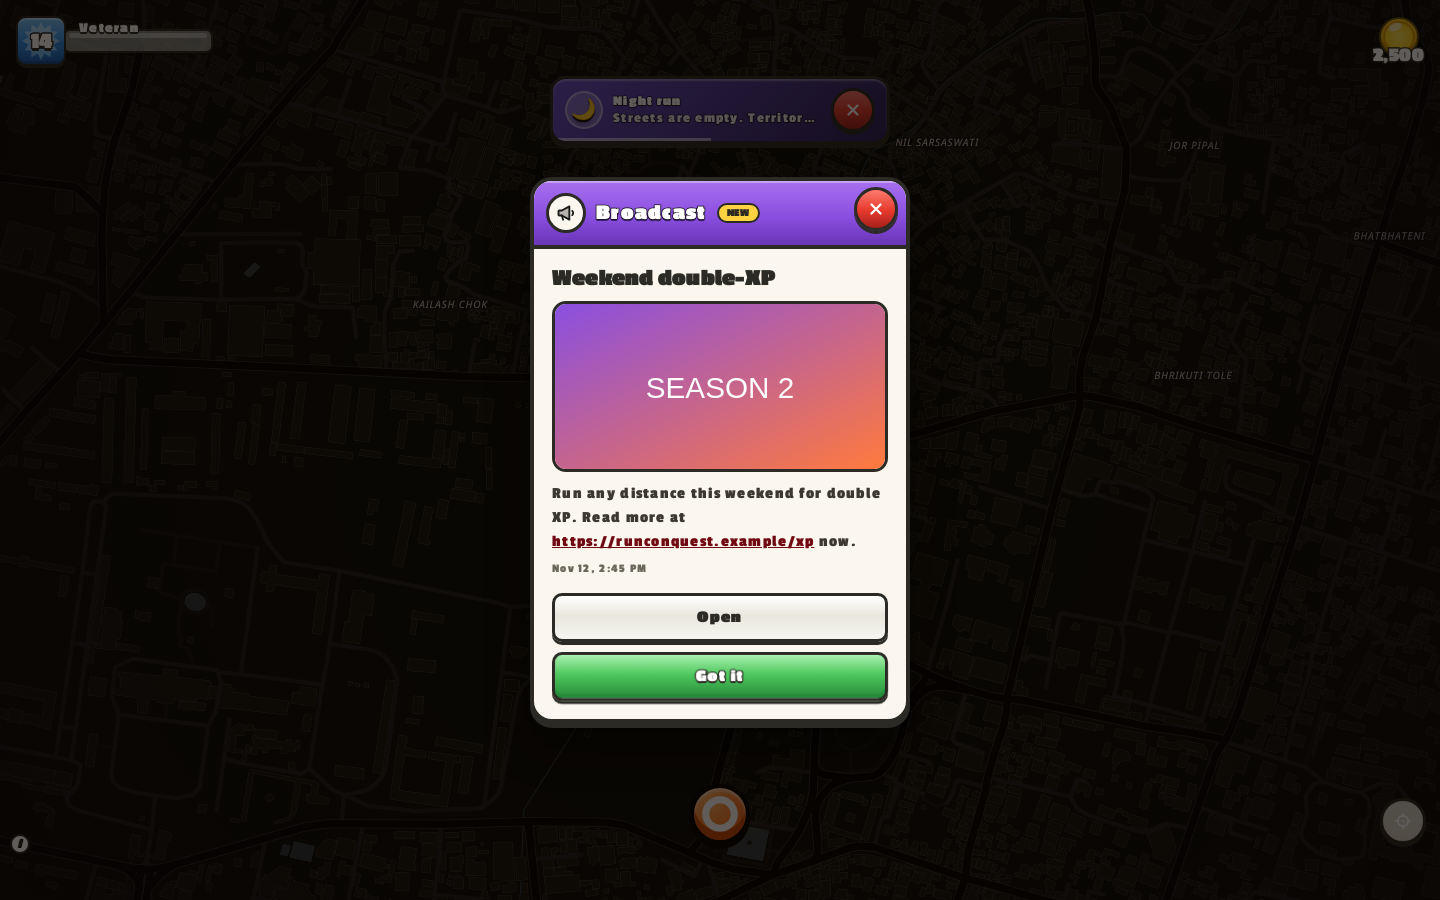 14
Veteran
2,500
Night run
Streets are empty. Territor...
NIL SARSASWATI
JOR PIPAL
BHATBHATENI
KAILASH CHOK
BHRIKUTI TOLE
Broadcast
NEW
Weekend double-XP
SEASON 2
Run any distance this weekend for double
XP. Read more at
https://runconquest.example/xp now.
Nov 12, 2:45 PM
Open
Got it